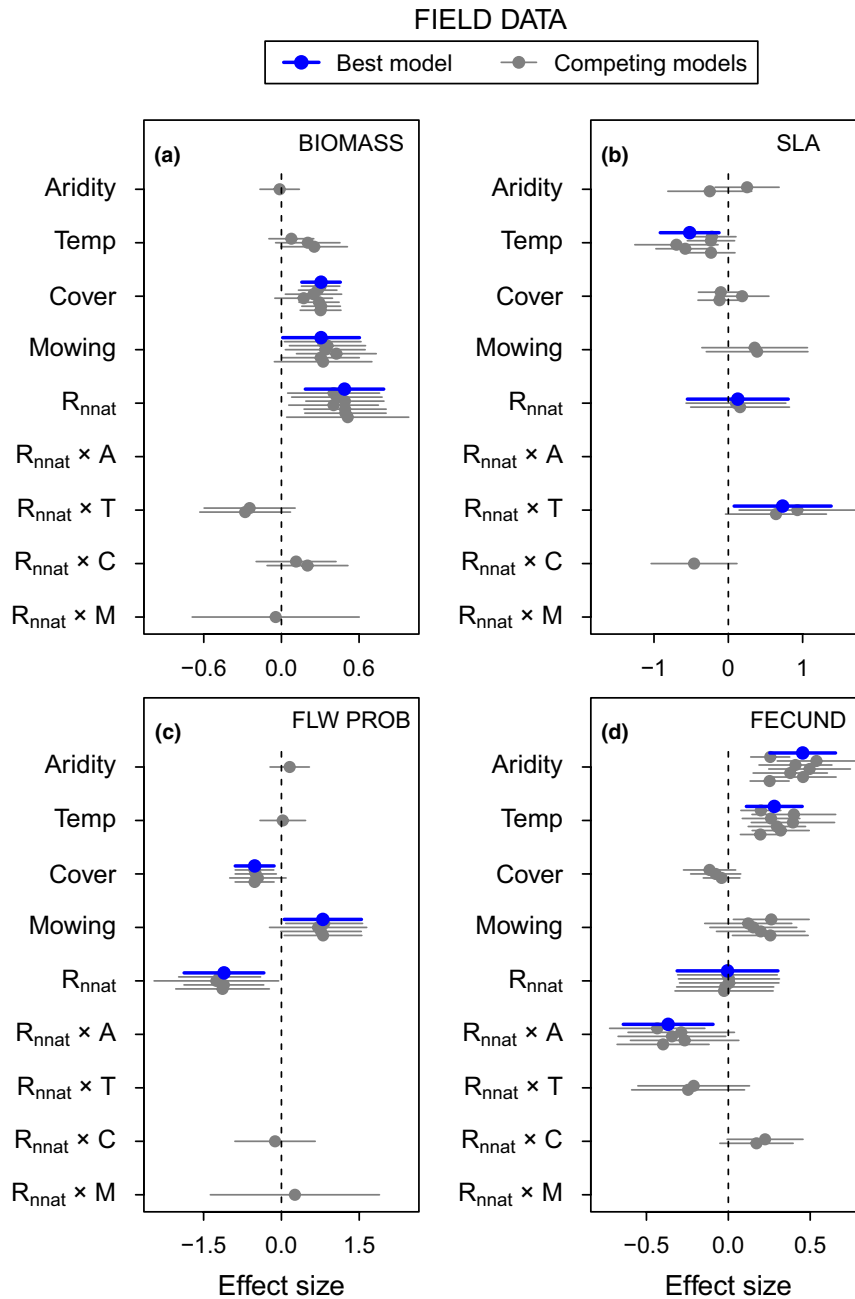 FIELD DATA
Best model Competing models
(a) BIOMASS
Aridity
Temp
Cover
Mowing
Rnnat
Rnnat × A
Rnnat × T
Rnnat × C
Rnnat × M
−0.6 0.0 0.6
(b) SLA
Aridity
Temp
Cover
Mowing
Rnnat
Rnnat × A
Rnnat × T
Rnnat × C
Rnnat × M
−1 0 1
(c) FLW PROB
Aridity
Temp
Cover
Mowing
Rnnat
Rnnat × A
Rnnat × T
Rnnat × C
Rnnat × M
−1.5 0.0 1.5
Effect size
(d) FECUND
Aridity
Temp
Cover
Mowing
Rnnat
Rnnat × A
Rnnat × T
Rnnat × C
Rnnat × M
−0.5 0.0 0.5
Effect size